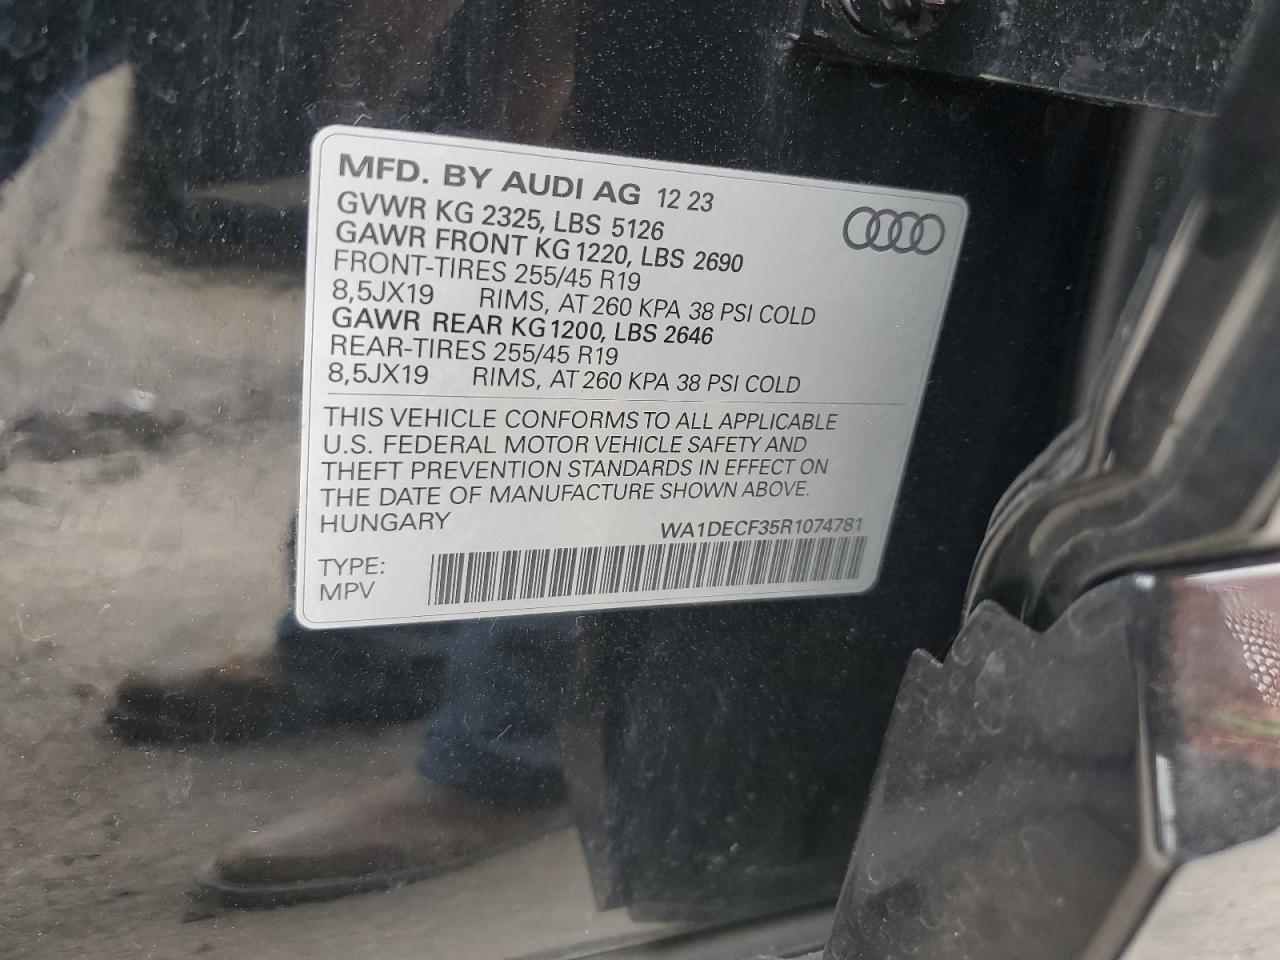 MFD. BY AUDI AG 12 23
GVWR KG 2325, LBS 5126
GAWR FRONT KG 1220, LBS 2690
FRONT-TIRES 255/45 R19
8,5JX19 RIMS, AT 260 KPA 38 PSI COLD
GAWR REAR KG 1200, LBS 2646
REAR-TIRES 255/45 R19
8,5JX19 RIMS, AT 260 KPA 38 PSI COLD
THIS VEHICLE CONFORMS TO ALL APPLICABLE
U.S. FEDERAL MOTOR VEHICLE SAFETY AND
THEFT PREVENTION STANDARDS IN EFFECT ON
THE DATE OF MANUFACTURE SHOWN ABOVE.
HUNGARY WA1DECF35R1074781
TYPE:
MPV